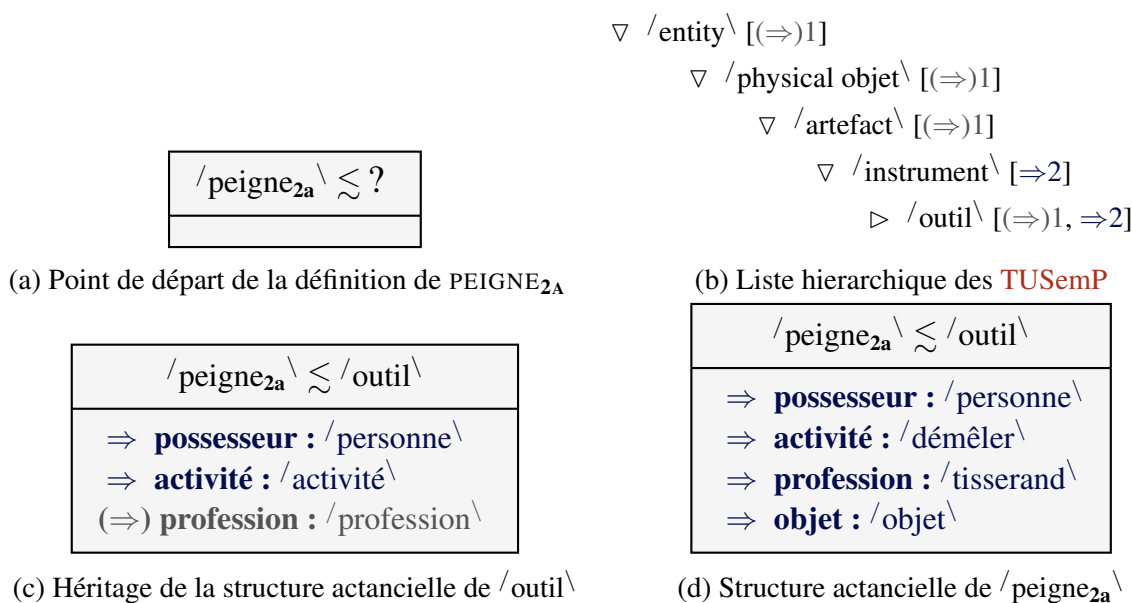 ▽ /entity\ [(⇒)1]
▽ /physical objet\ [(⇒)1]
▽ /artefact\ [(⇒)1]
▽ /instrument\ [⇒2]
▷ /outil\ [(⇒)1, ⇒2]
/peigne2a\ ≲ ?
(a) Point de départ de la définition de PEIGNE2A
(b) Liste hierarchique des TUSemP
/peigne2a\ ≲ /outil\
⇒ possesseur : /personne\
⇒ activité : /activité\
(⇒) profession : /profession\
(c) Héritage de la structure actancielle de /outil\
/peigne2a\ ≲ /outil\
⇒ possesseur : /personne\
⇒ activité : /démêler\
⇒ profession : /tisserand\
⇒ objet : /objet\
(d) Structure actancielle de /peigne2a\